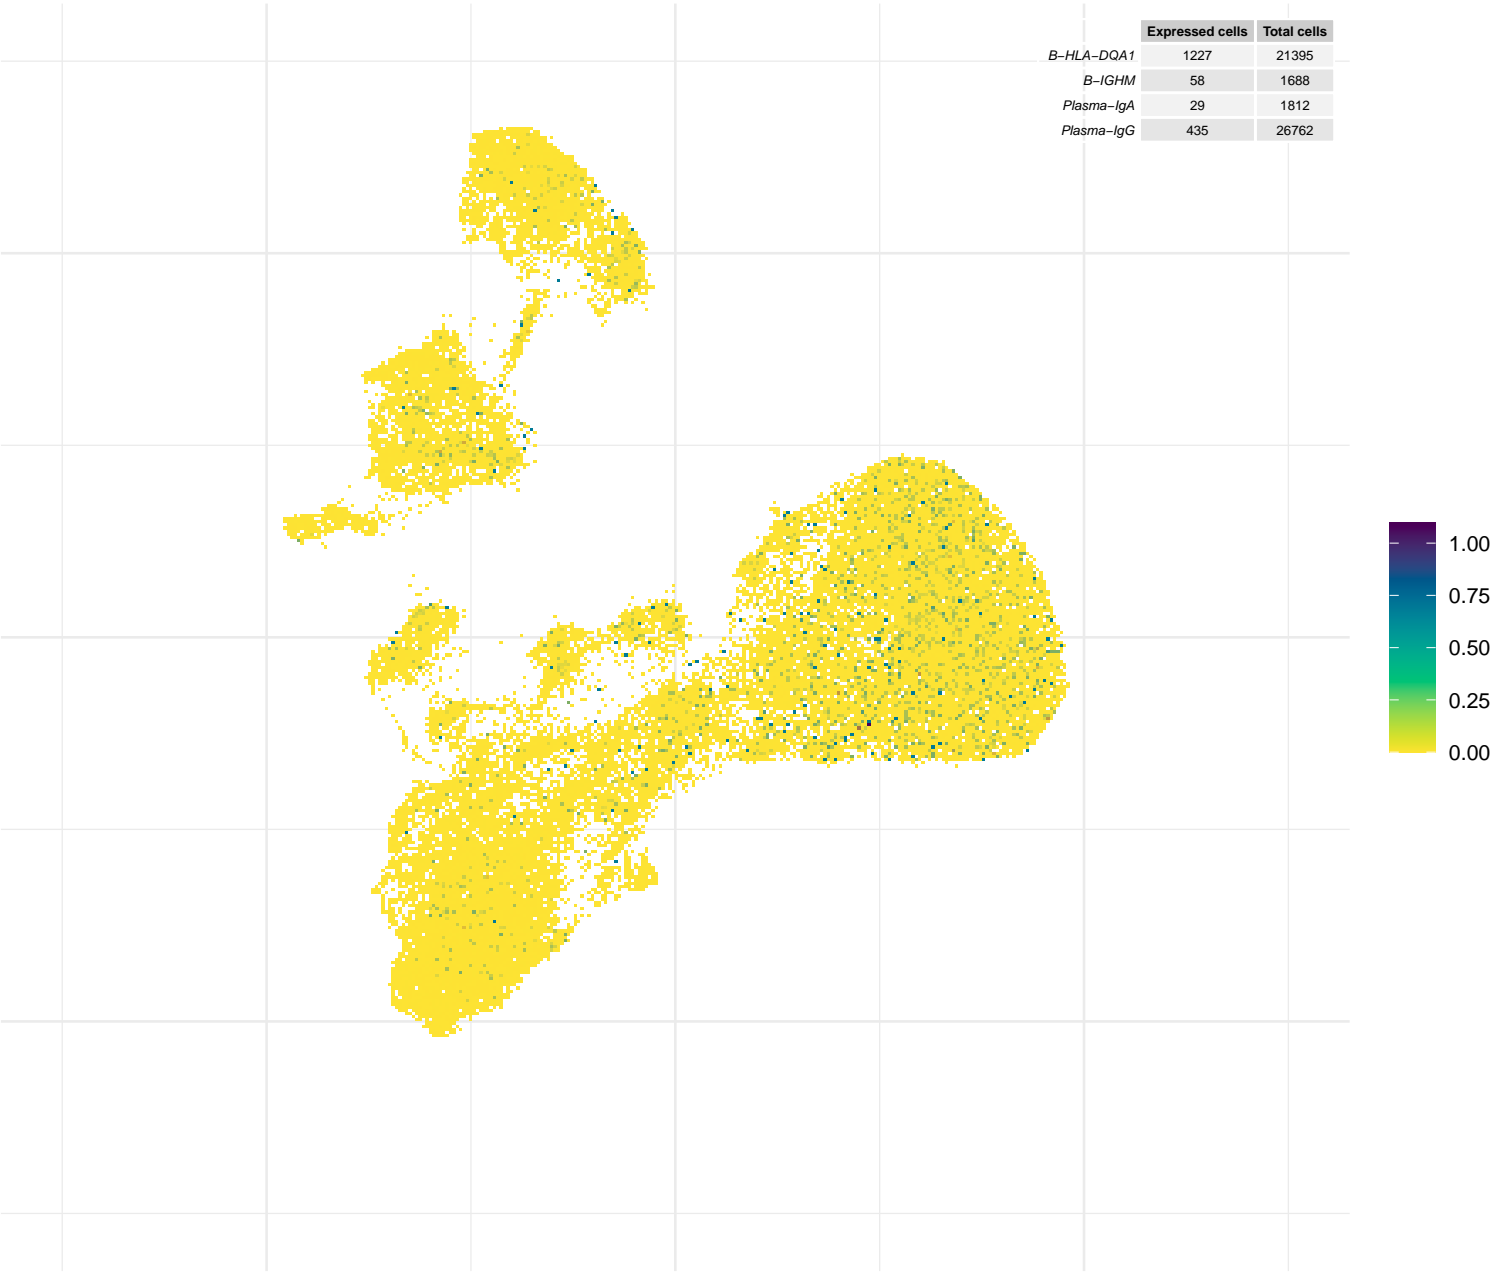 Expressed cells Total cells
B−HLA−DQA1 1227 21395
B−IGHM 58 1688
Plasma−IgA 29 1812
Plasma−IgG 435 26762
1.00
0.75
0.50
0.25
0.00